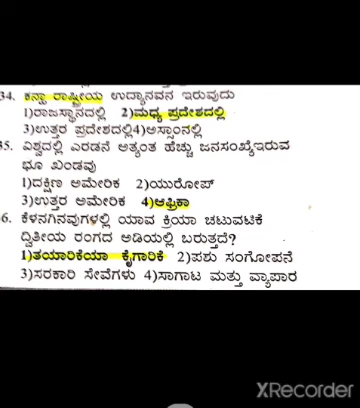 34. ಕನ್ಹಾ ರಾಷ್ಟ್ರೀಯ ಉದ್ಯಾನವನ ಇರುವುದು
1)ರಾಜಸ್ಥಾನದಲ್ಲಿ 2)ಮಧ್ಯ ಪ್ರದೇಶದಲ್ಲಿ
3)ಉತ್ತರ ಪ್ರದೇಶದಲ್ಲಿ4)ಅಸ್ಸಾಂನಲ್ಲಿ
35. ವಿಶ್ವದಲ್ಲಿ ಎರಡನೆ ಅತ್ಯಂತ ಹೆಚ್ಚು ಜನಸಂಖ್ಯೆಇರುವ
ಭೂ ಖಂಡವು
1)ದಕ್ಷಿಣ ಅಮೇರಿಕ 2)ಯುರೋಪ್
3)ಉತ್ತರ ಅಮೇರಿಕ 4)ಆಫ್ರಿಕಾ
6. ಕೆಳಗಿನವುಗಳಲ್ಲಿ ಯಾವ ಕ್ರಿಯಾ ಚಟುವಟಿಕೆ
ದ್ವಿತೀಯ ರಂಗದ ಅಡಿಯಲ್ಲಿ ಬರುತ್ತದೆ?
1)ತಯಾರಿಕೆಯಾ ಕೈಗಾರಿಕೆ 2)ಪಶು ಸಂಗೋಪನೆ
3)ಸರಕಾರಿ ಸೇವೆಗಳು 4)ಸಾಗಾಟ ಮತ್ತು ವ್ಯಾಪಾರ
XRecorder